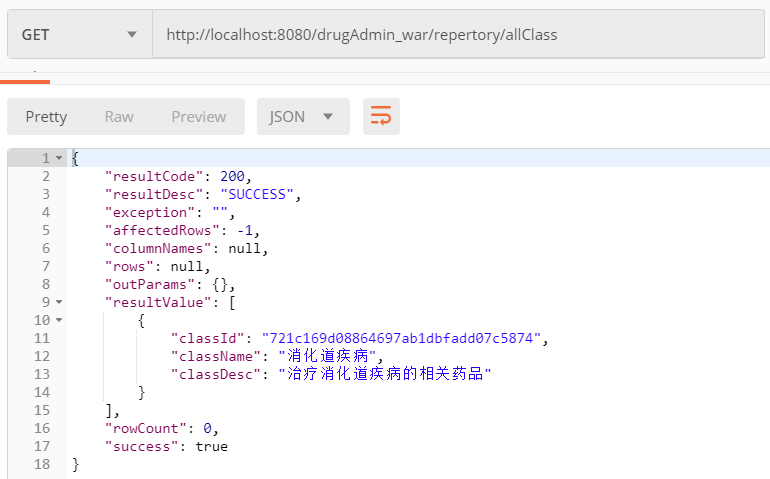 GET http://localhost:8080/drugAdmin_war/repertory/allClass
Pretty Raw Preview JSON
1 {
2 "resultCode": 200,
3 "resultDesc": "SUCCESS",
4 "exception": "",
5 "affectedRows": -1,
6 "columnNames": null,
7 "rows": null,
8 "outParams": {},
9 "resultValue": [
10 {
11 "classId": "721c169d08864697ab1dbfadd07c5874",
12 "className": "消化道疾病",
13 "classDesc": "治疗消化道疾病的相关药品"
14 }
15 ],
16 "rowCount": 0,
17 "success": true
18 }